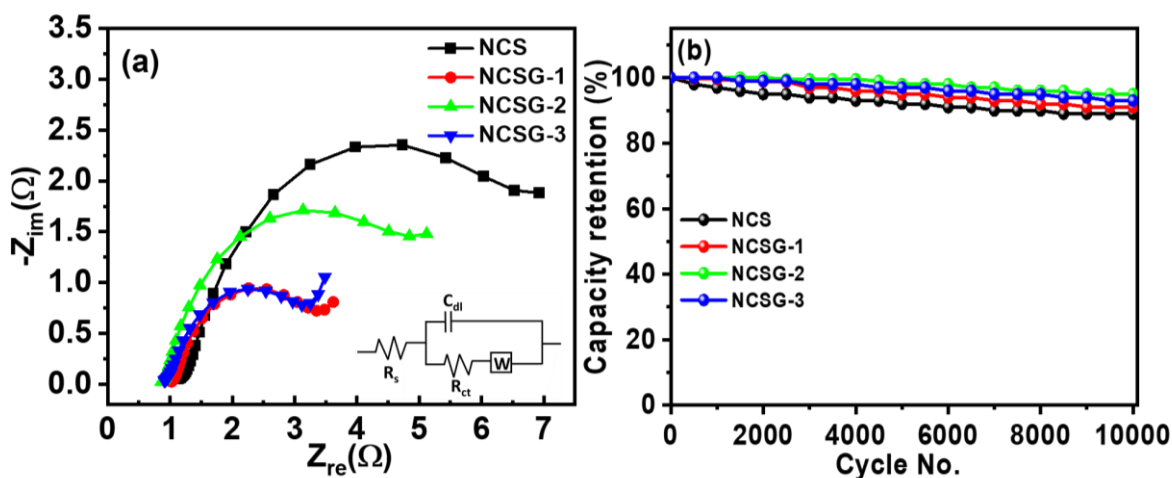 (a)
NCS
NCSG-1
NCSG-2
NCSG-3
3.5
3.0
2.5
2.0
1.5
1.0
0.5
0.0
-Zim(Ω)
1 2 3 4 5 6 7
Zre(Ω)
Cdl
Rs
Rct
W
(b)
100
80
60
40
20
0
Capacity retention (%)
NCS
NCSG-1
NCSG-2
NCSG-3
0 2000 4000 6000 8000 10000
Cycle No.